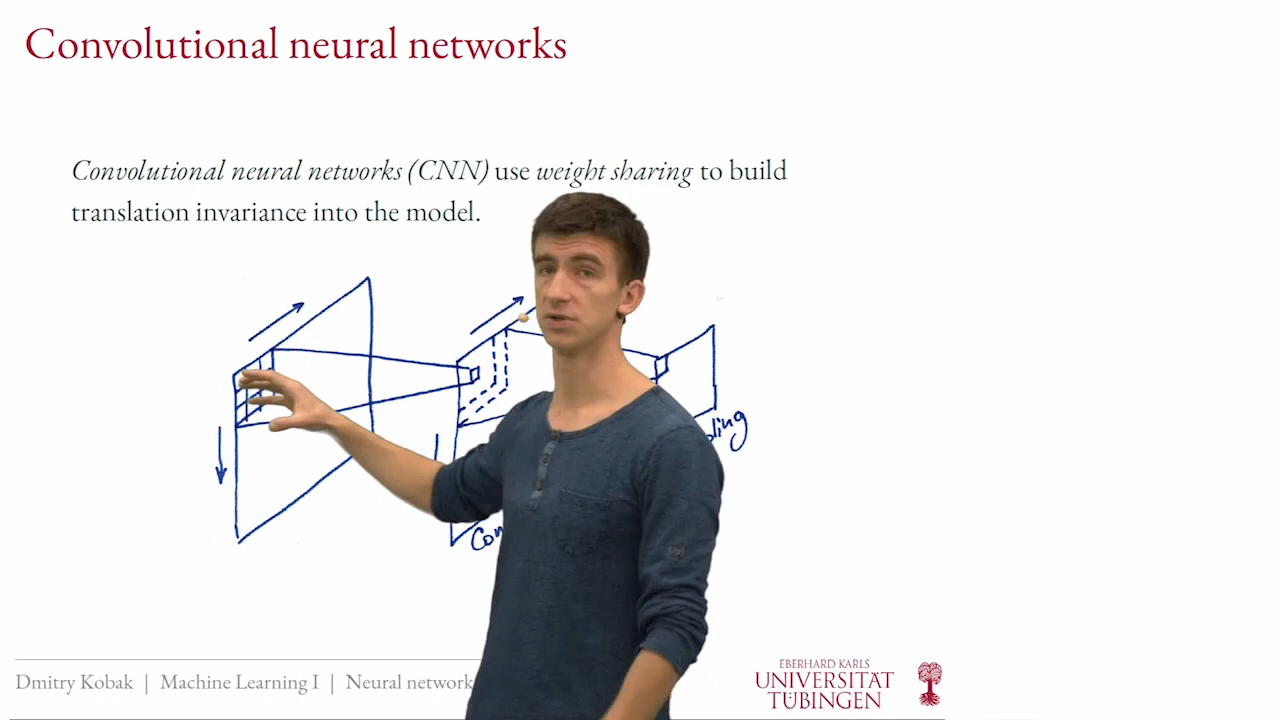 Convolutional neural networks
Convolutional neural networks (CNN) use weight sharing to build
translation invariance into the model.
Dmitry Kobak | Machine Learning I | Neural network
EBERHARD KARLS
UNIVERSITÄT
TÜBINGEN